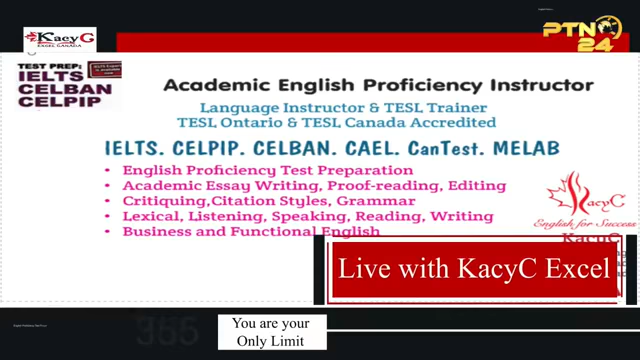 KacyC
EXCEL CANADA
PTN
24
TEST PREP:
IELTS
CELBAN
CELPIP
Academic English Proficiency Instructor
Language Instructor & TESL Trainer
TESL Ontario & TESL Canada Accredited
IELTS. CELPIP. CELBAN. CAEL. CanTest. MELAB
• English Proficiency Test Preparation
• Academic Essay Writing, Proof-reading, Editing
• Critiquing,Citation Styles, Grammar
• Lexical, Listening, Speaking, Reading, Writing
• Business and Functional English
KacyC
English for Success
KacyC
Live with KacyC Excel
365
You are your
Only Limit